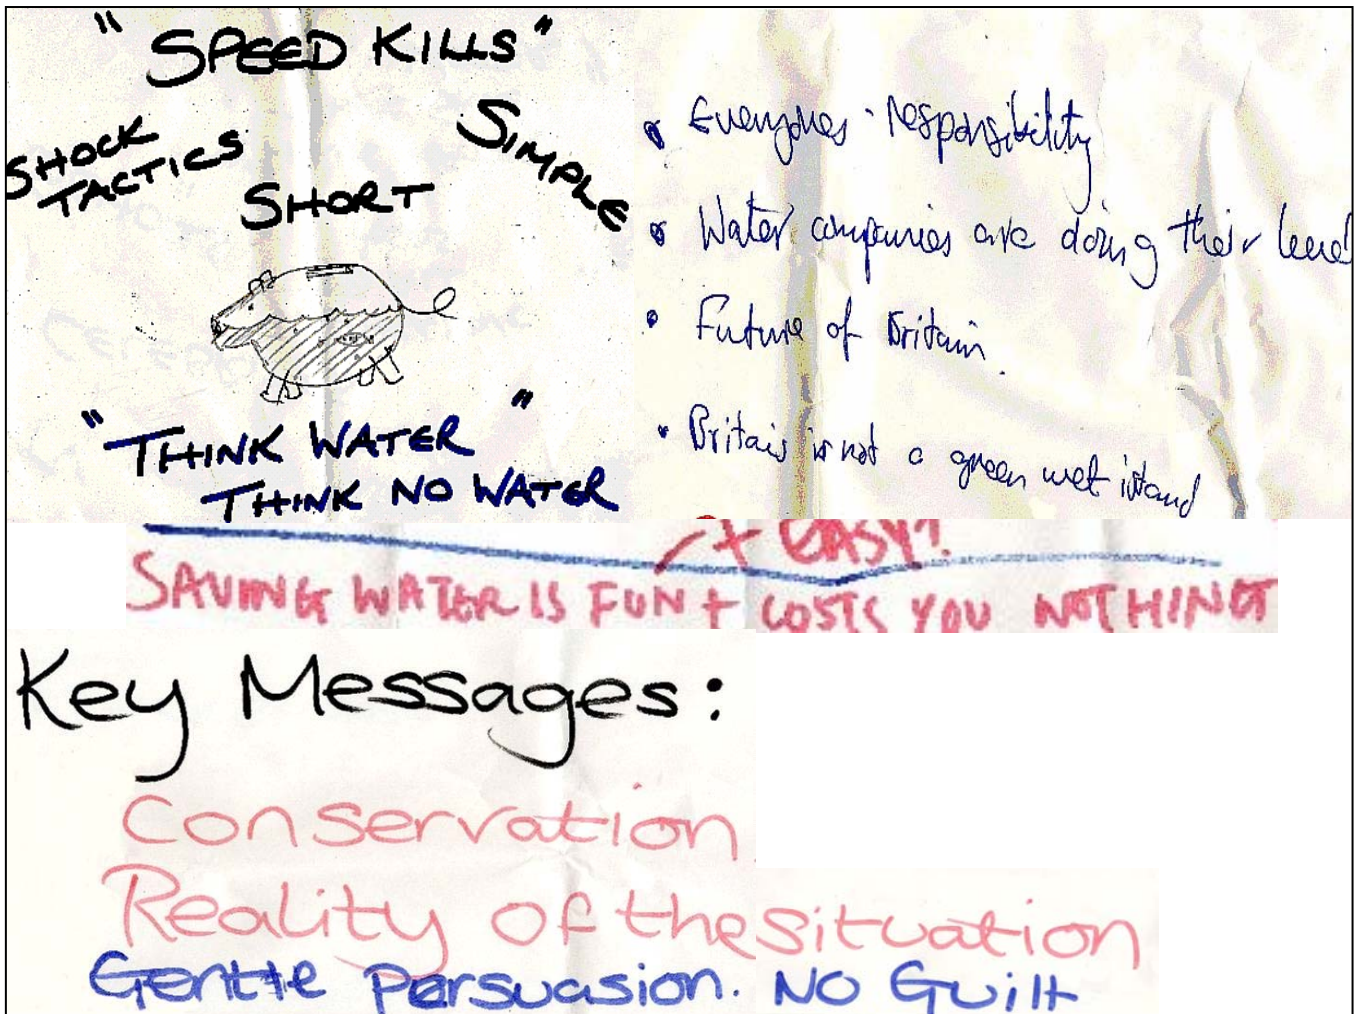 "SPEED KILLS"
SHOCK
TACTICS
SIMPLE
SHORT
"THINK WATER
THINK NO WATER"
Everyones responsibility
Water companies are doing their
Future of Britain.
Britain is not a green wet island
+ EASY?
SAVING WATER IS FUN + COSTS YOU NOTHING
Key Messages:
Conservation
Reality of the situation
Gentle Persuasion. No Guilt